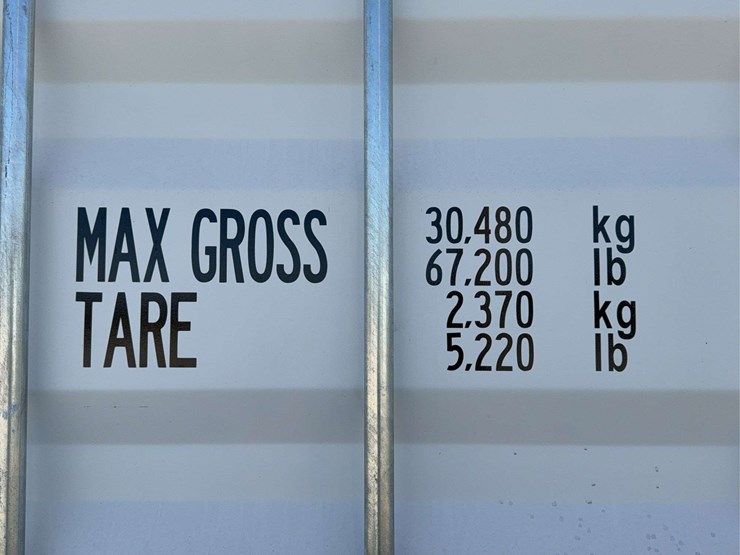 MAX GROSS 30,480 kg
67,200 lb
TARE 2,370 kg
5,220 lb